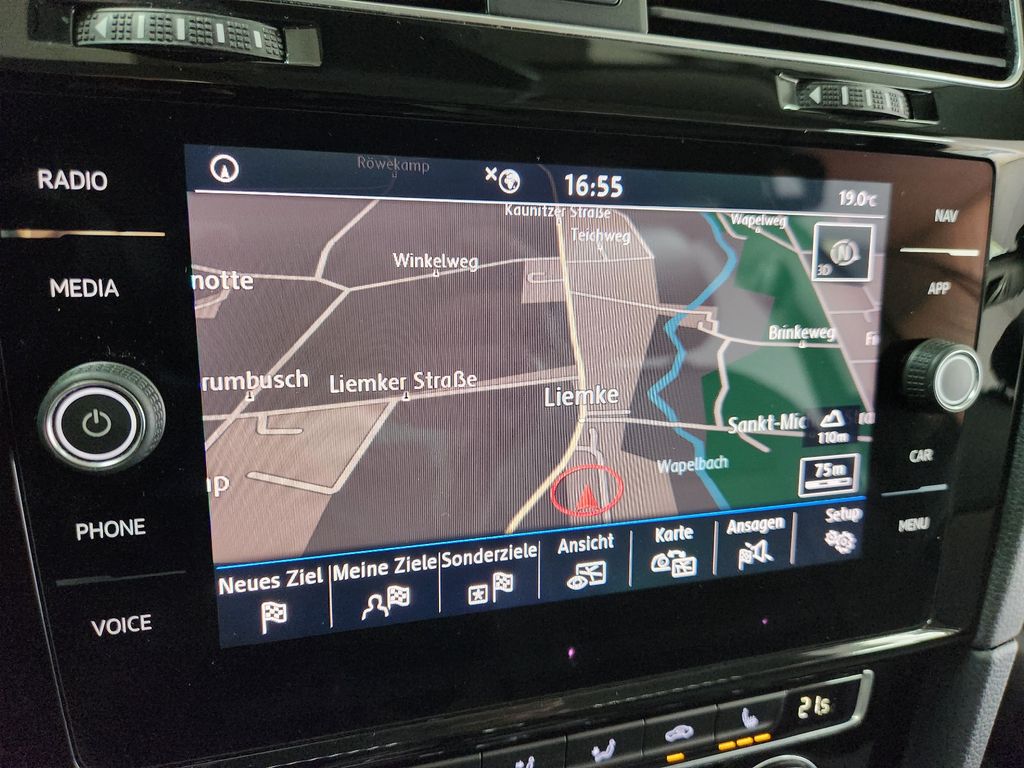 RADIO
MEDIA
PHONE
VOICE
Röwekamp
16:55
19.0°C
Kaunitzer Straße
Teichweg
Wapelweg
Winkelweg
notte
N
3D
Brinkeweg
rumbusch
Liemker Straße
Liemke
Sankt-Mic
110m
Wapelbach
75m
Neues Ziel
Meine Ziele
Sonderziele
Ansicht
Karte
Ansagen
Setup
NAV
APP
CAR
MENU
21.5